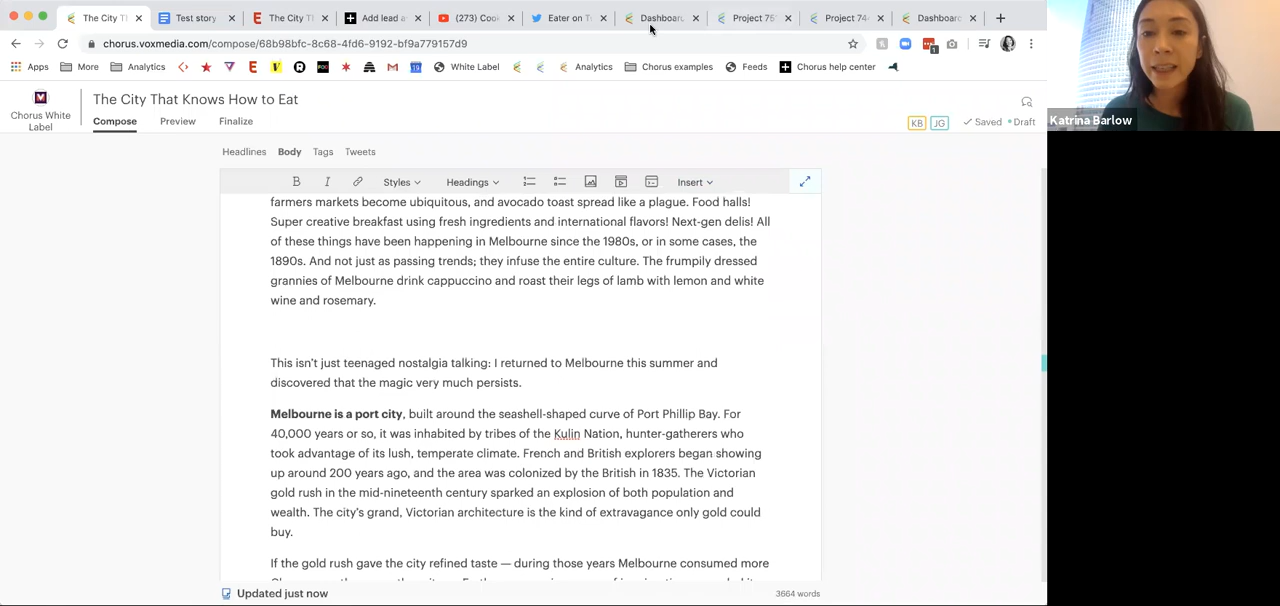 The City T
Test story
The City Th
Add lead a
(273) Cook
Eater on T
Dashboard
Project 75
Project 74
Dashboard
chorus.voxmedia.com/compose/68b98bfc-8c68-4fd6-9192-bf9a779157d9
Apps More Analytics White Label Analytics Chorus examples Feeds Chorus help center
Chorus White
Label
The City That Knows How to Eat
Compose Preview Finalize
KB JG Saved Draft
Headlines Body Tags Tweets
B I Styles Headings Insert
farmers markets become ubiquitous, and avocado toast spread like a plague. Food halls!
Super creative breakfast using fresh ingredients and international flavors! Next-gen delis! All
of these things have been happening in Melbourne since the 1980s, or in some cases, the
1890s. And not just as passing trends; they infuse the entire culture. The frumpily dressed
grannies of Melbourne drink cappuccino and roast their legs of lamb with lemon and white
wine and rosemary.
This isn't just teenaged nostalgia talking: I returned to Melbourne this summer and
discovered that the magic very much persists.
Melbourne is a port city, built around the seashell-shaped curve of Port Phillip Bay. For
40,000 years or so, it was inhabited by tribes of the Kulin Nation, hunter-gatherers who
took advantage of its lush, temperate climate. French and British explorers began showing
up around 200 years ago, and the area was colonized by the British in 1835. The Victorian
gold rush in the mid-nineteenth century sparked an explosion of both population and
wealth. The city's grand, Victorian architecture is the kind of extravagance only gold could
buy.
If the gold rush gave the city refined taste — during those years Melbourne consumed more
Updated just now
3664 words
Katrina Barlow